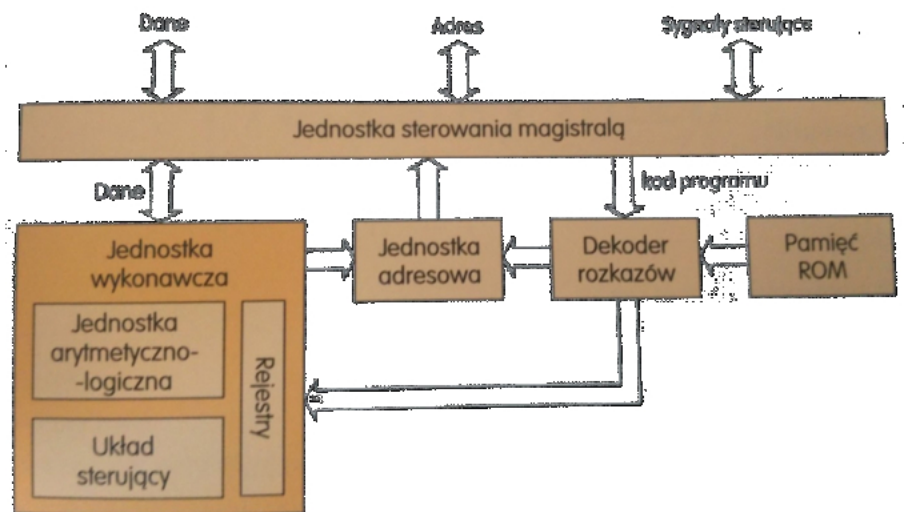 Dane
Adres
Sygnały sterujące
Jednostka sterowania magistralą
Dane
kod programu
Jednostka
wykonawcza
Jednostka
arytmetyczno-
-logiczna
Układ
sterujący
Rejestry
Jednostka
adresowa
Dekoder
rozkazów
Pamięć
ROM